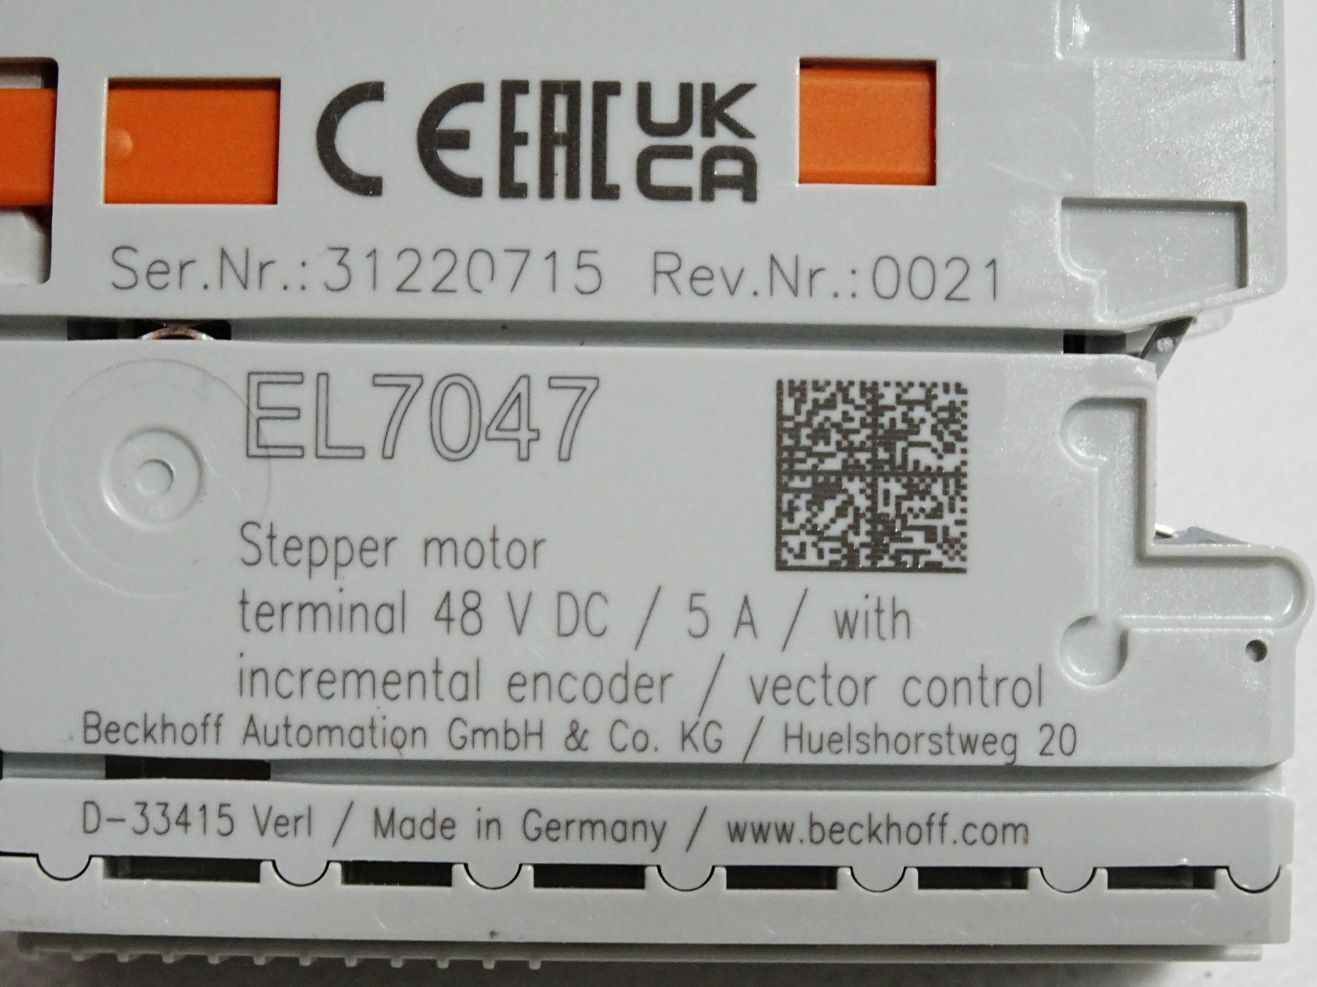 CE EAC UK
CA
Ser.Nr.:31220715 Rev.Nr.:0021
EL7047
Stepper motor
terminal 48 V DC / 5 A / with
incremental encoder / vector control
Beckhoff Automation GmbH & Co. KG / Huelshorstweg 20
D-33415 Verl / Made in Germany / www.beckhoff.com